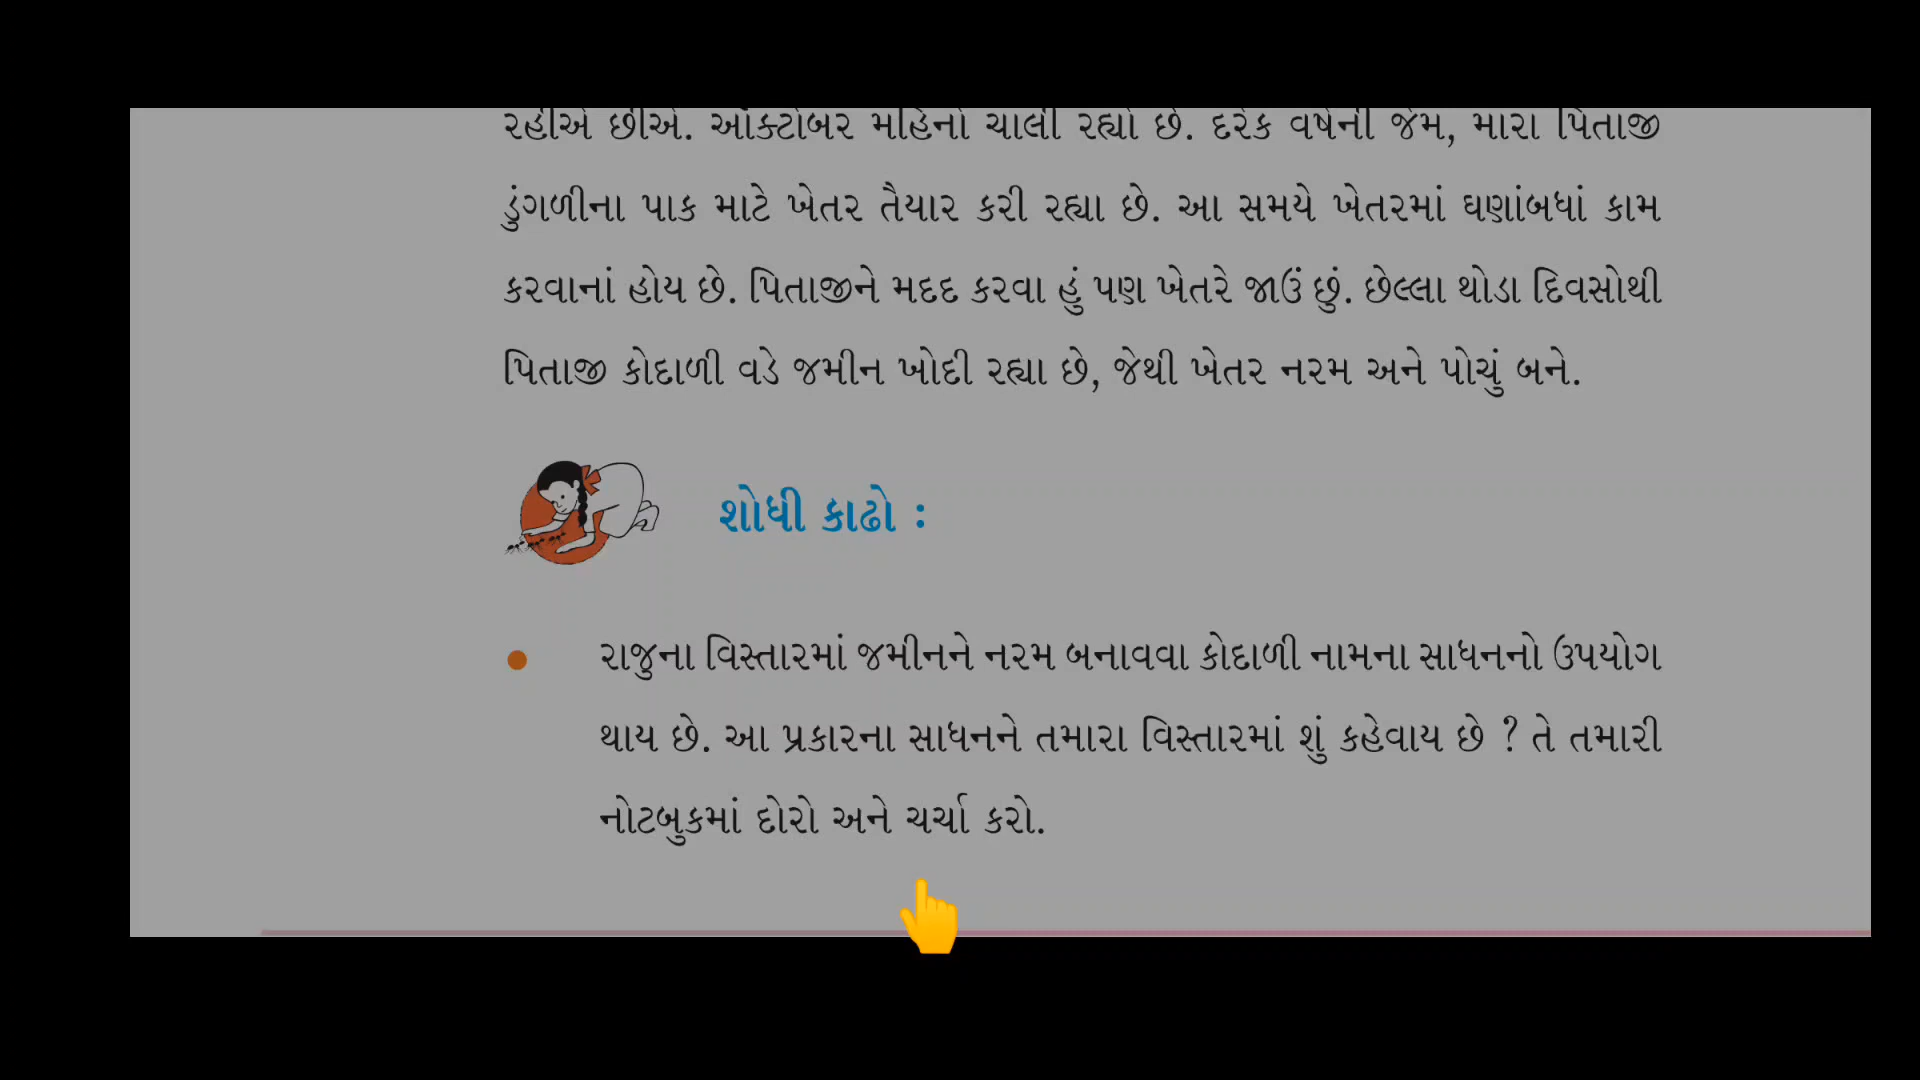 રહીએ છીએ. ઑક્ટોબર મહિનો ચાલી રહ્યો છે. દરેક વર્ષની જેમ, મારા પિતાજી
ડુંગળીના પાક માટે ખેતર તૈયાર કરી રહ્યા છે. આ સમયે ખેતરમાં ઘણાંબધાં કામ
કરવાનાં હોય છે. પિતાજીને મદદ કરવા હું પણ ખેતરે જાઉં છું. છેલ્લા થોડા દિવસોથી
પિતાજી કોદાળી વડે જમીન ખોદી રહ્યા છે, જેથી ખેતર નરમ અને પોચું બને.
શોધી કાઢો :
● રાજુના વિસ્તારમાં જમીનને નરમ બનાવવા કોદાળી નામના સાધનનો ઉપયોગ
થાય છે. આ પ્રકારના સાધનને તમારા વિસ્તારમાં શું કહેવાય છે ? તે તમારી
નોટબુકમાં દોરો અને ચર્ચા કરો.